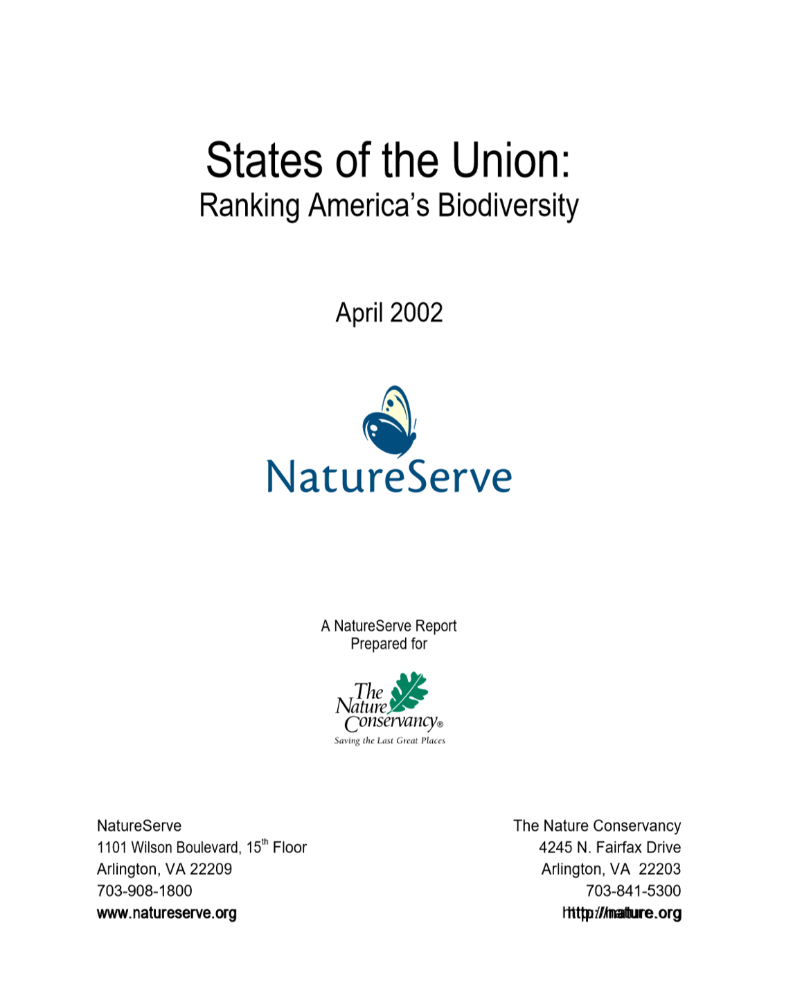 States of the Union:
Ranking America's Biodiversity
April 2002
NatureServe
A NatureServe Report
Prepared for
The
Nature
Conservancy®
Saving the Last Great Places
NatureServe
1101 Wilson Boulevard, 15th Floor
Arlington, VA 22209
703-908-1800
www.natureserve.org
The Nature Conservancy
4245 N. Fairfax Drive
Arlington, VA 22203
703-841-5300
http://nature.org